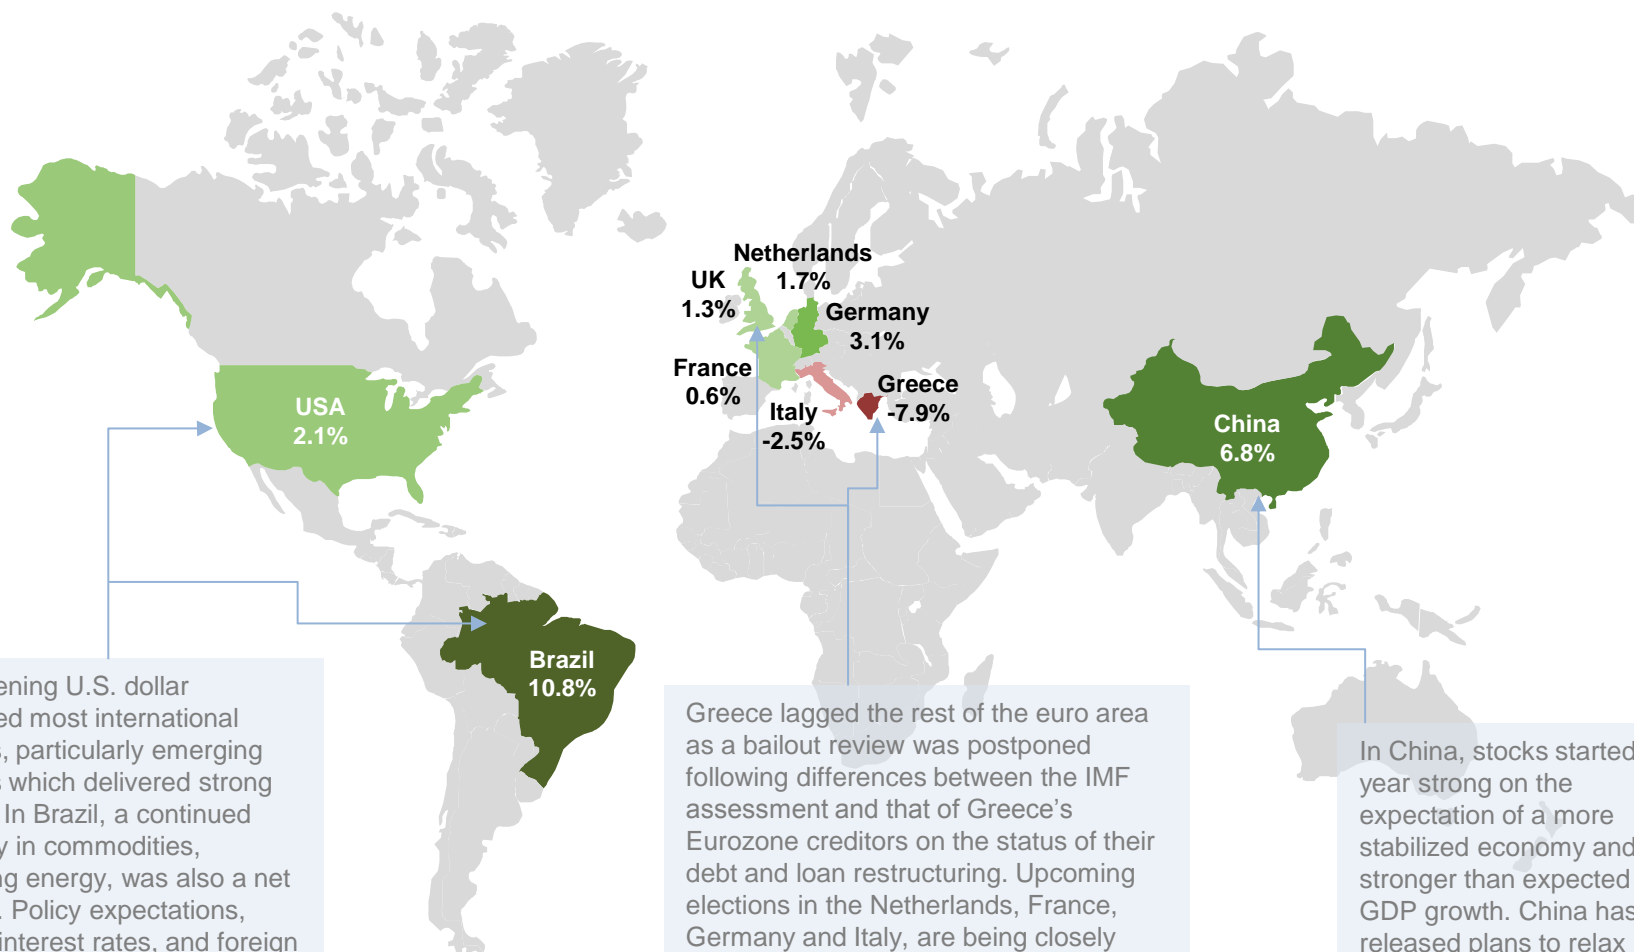 Netherlands
1.7%
UK
1.3%
Germany
3.1%
France
0.6%
Greece
-7.9%
Italy
-2.5%
USA
2.1%
China
6.8%
Brazil
10.8%
ening U.S. dollar
ed most international
s, particularly emerging
s which delivered strong
In Brazil, a continued
y in commodities,
ng energy, was also a net
. Policy expectations,
interest rates, and foreign
Greece lagged the rest of the euro area
as a bailout review was postponed
following differences between the IMF
assessment and that of Greece’s
Eurozone creditors on the status of their
debt and loan restructuring. Upcoming
elections in the Netherlands, France,
Germany and Italy, are being closely
In China, stocks started
year strong on the
expectation of a more
stabilized economy and
stronger than expected
GDP growth. China has
released plans to relax